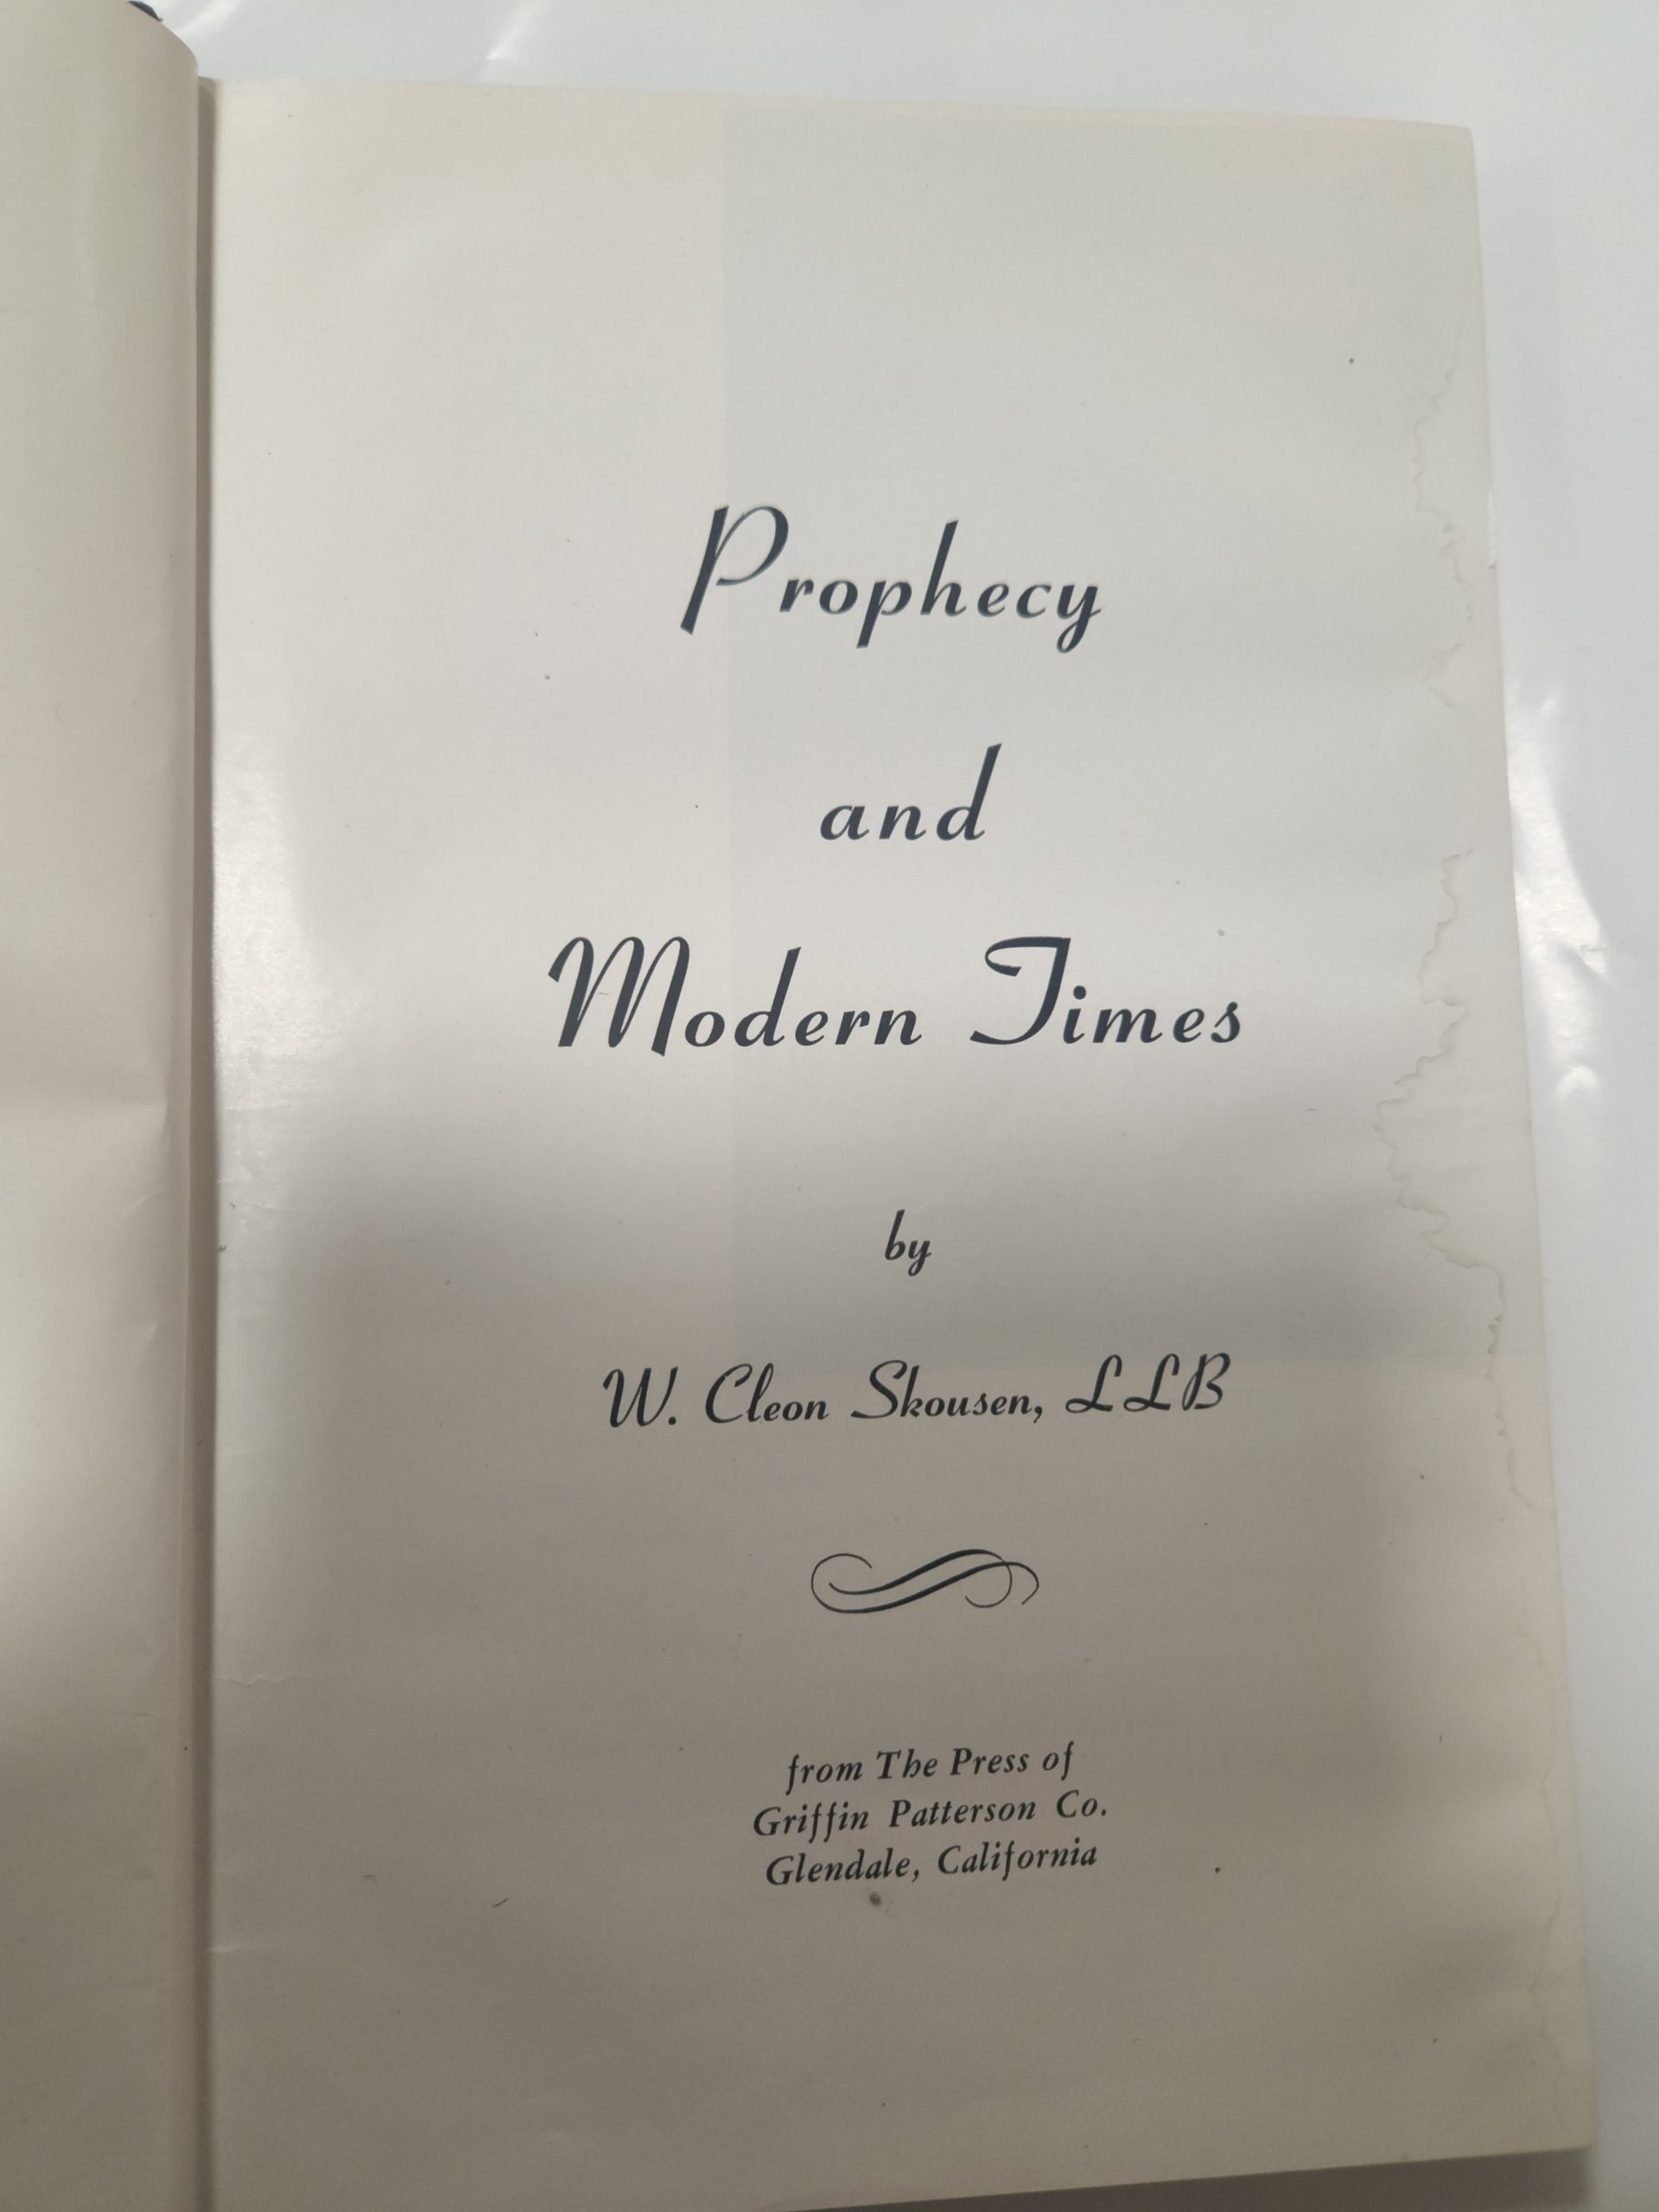 Prophecy
and
Modern Times
by
W. Cleon Skousen, LLB
from The Press of
Griffin Patterson Co.
Glendale, California